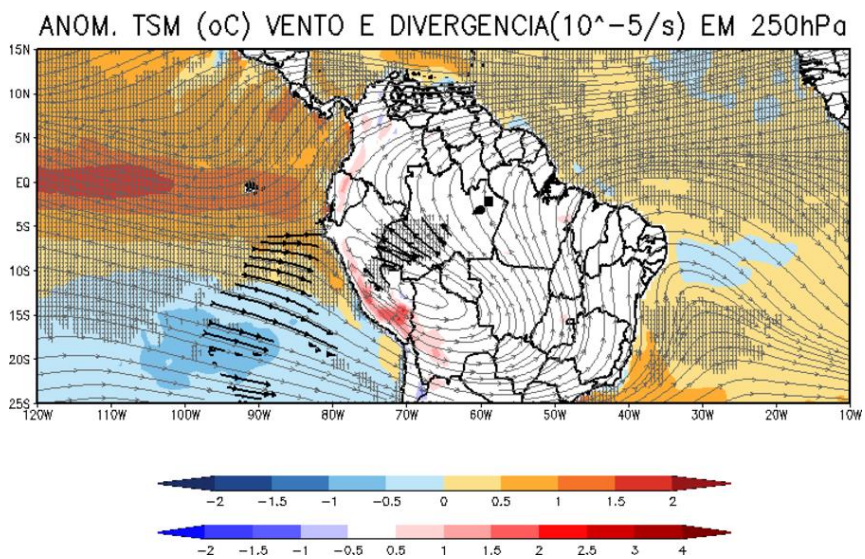 ANOM. TSM (oC) VENTO E DIVERGENCIA(10^-5/s) EM 250hPa
15N
10N
5N
EQ
5S
10S
15S
20S
25S
120W 110W 100W 90W 80W 70W 60W 50W 40W 30W 20W 10W
-2 -1.5 -1 -0.5 0 0.5 1 1.5 2
-2 -1.5 -1 -0.5 0.5 1 1.5 2 2.5 3 4